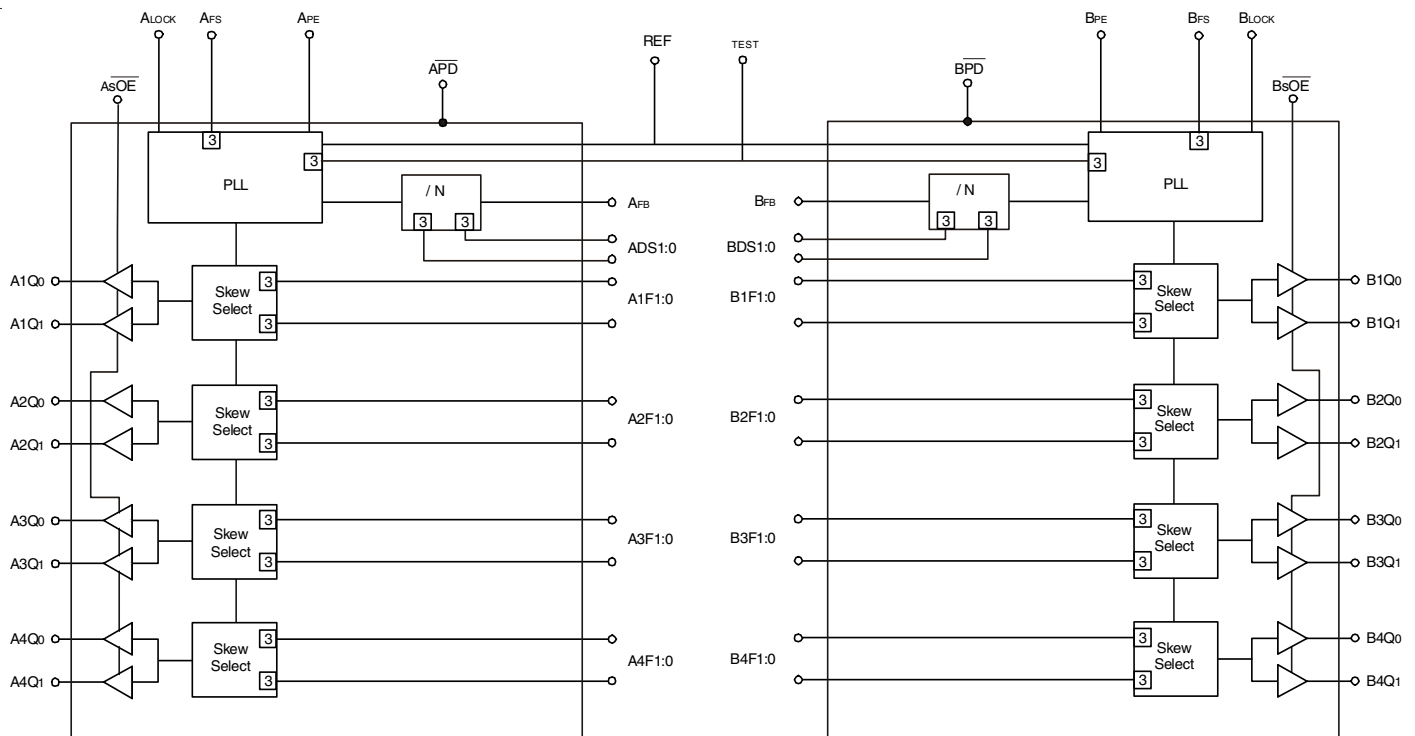 ALOCK AFS APE REF TEST BPE BFS BLOCK
AsOE APD BPD BsOE
3 3
3 3
PLL / N / N PLL
AFB BFB
3 3 3 3
ADS1:0 BDS1:0
A1Q0 Skew Select 3 A1F1:0 B1F1:0 3 Skew Select B1Q0
A1Q1 3 3 B1Q1
A2Q0 Skew Select 3 A2F1:0 B2F1:0 3 Skew Select B2Q0
A2Q1 3 3 B2Q1
A3Q0 Skew Select 3 A3F1:0 B3F1:0 3 Skew Select B3Q0
A3Q1 3 3 B3Q1
A4Q0 Skew Select 3 A4F1:0 B4F1:0 3 Skew Select B4Q0
A4Q1 3 3 B4Q1